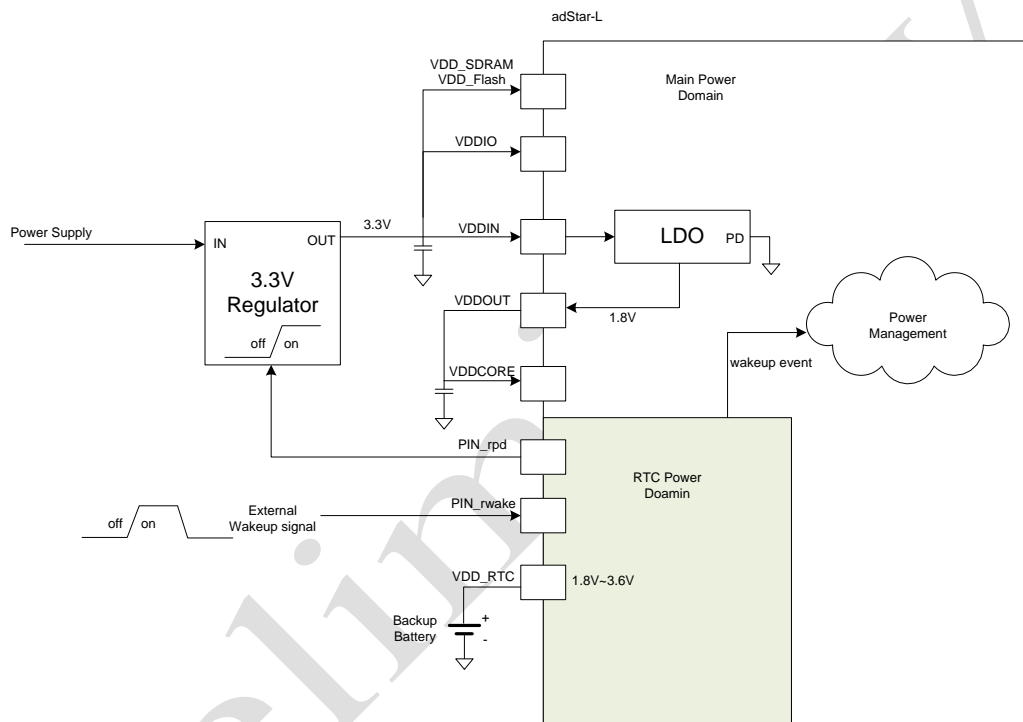 adStar-L
VDD_SDRAM
VDD_Flash
Main Power
Domain
VDDIO
Power Supply
IN
OUT
3.3V
VDDIN
LDO
PD
3.3V
Regulator
off
on
VDDOUT
1.8V
Power
Management
wakeup event
VDDCORE
PIN_rpd
RTC Power
Doamin
PIN_rwake
External
Wakeup signal
off
on
VDD_RTC
1.8V~3.6V
Backup
Battery
+
-